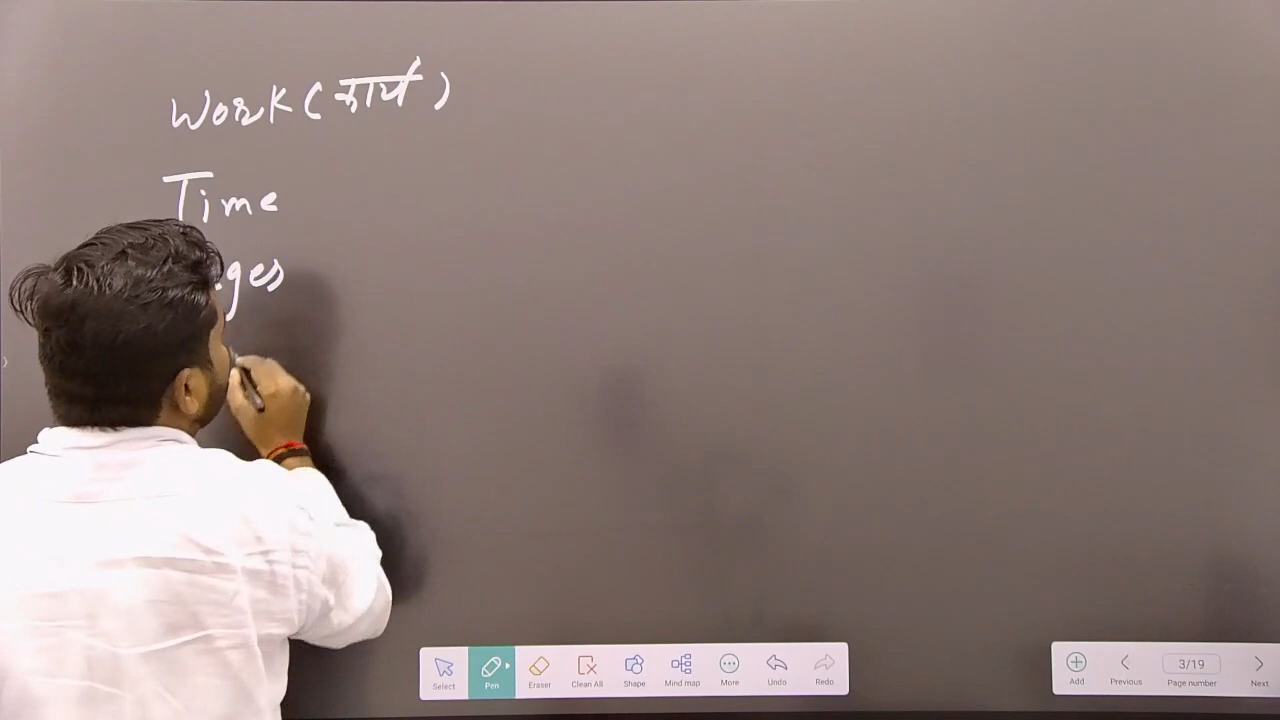 Work (कार्य)
Time
Select
Pen
Eraser
Clean All
Shape
Mind map
More
Undo
Redo
Add
Previous
3/19
Page number
Next